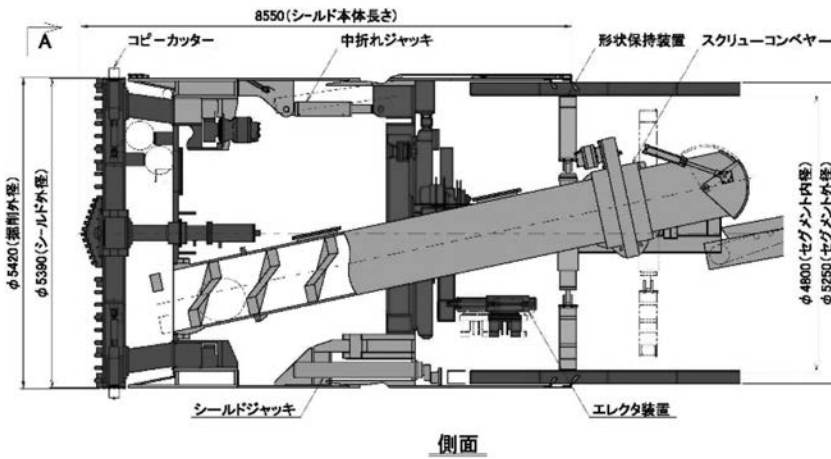 8550(シールド本体長さ)
A
コピーカッター
中折れジャッキ
形状保持装置
スクリューコンベヤー
φ5420(掘削外径)
φ5390(シールド外径)
φ4800(セグメント内径)
φ5250(セグメント外径)
シールドジャッキ
エレクタ装置
側面